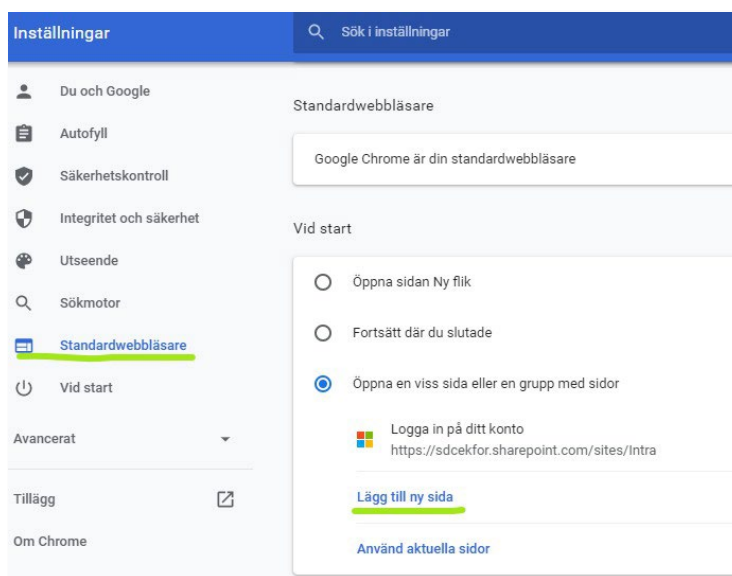 Inställningar
Sök i inställningar
Du och Google
Autofyll
Säkerhetskontroll
Integritet och säkerhet
Utseende
Sökmotor
Standardwebbläsare
Vid start
Avancerat
Tillägg
Om Chrome
Standardwebbläsare
Google Chrome är din standardwebbläsare
Vid start
Öppna sidan Ny flik
Fortsätt där du slutade
Öppna en viss sida eller en grupp med sidor
Logga in på ditt konto
https://sdcekfor.sharepoint.com/sites/Intra
Lägg till ny sida
Använd aktuella sidor